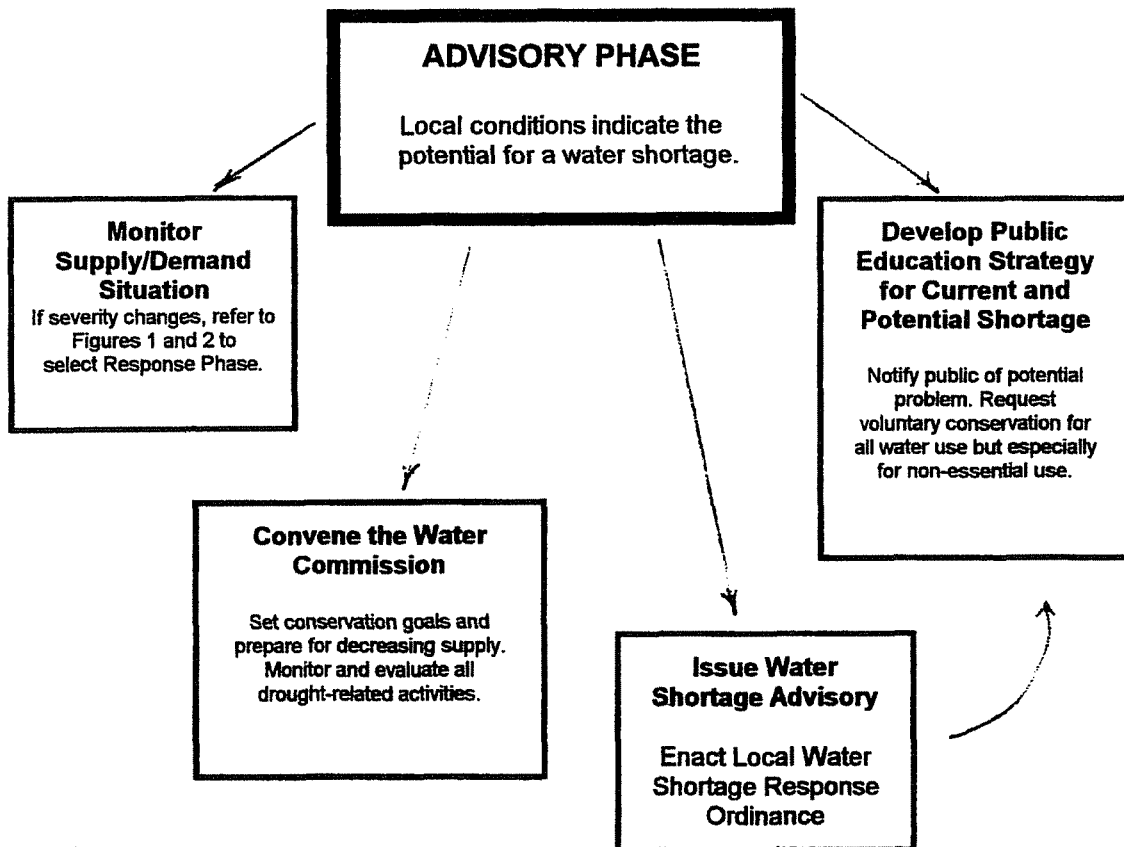 ADVISORY PHASE
Local conditions indicate the
potential for a water shortage.
Monitor
Supply/Demand
Situation
If severity changes, refer to
Figures 1 and 2 to
select Response Phase.
Develop Public
Education Strategy
for Current and
Potential Shortage
Notify public of potential
problem. Request
voluntary conservation for
all water use but especially
for non-essential use.
Convene the Water
Commission
Set conservation goals and
prepare for decreasing supply.
Monitor and evaluate all
drought-related activities.
Issue Water
Shortage Advisory
Enact Local Water
Shortage Response
Ordinance